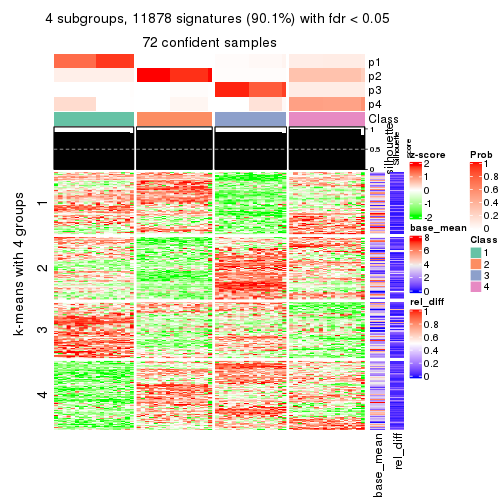 4 subgroups, 11878 signatures (90.1%) with fdr < 0.05
72 confident samples
p1
p2
p3
p4
Class
1
0.5
0
silhouette
Silhouette
score
k-means with 4 groups
1
2
3
4
base_mean
rel_diff
z-score
2
1
0
-1
-2
base_mean
8
6
4
2
0
rel_diff
1
0.8
0.6
0.4
0.2
0
Prob
1
0.8
0.6
0.4
0.2
0
Class
1
2
3
4